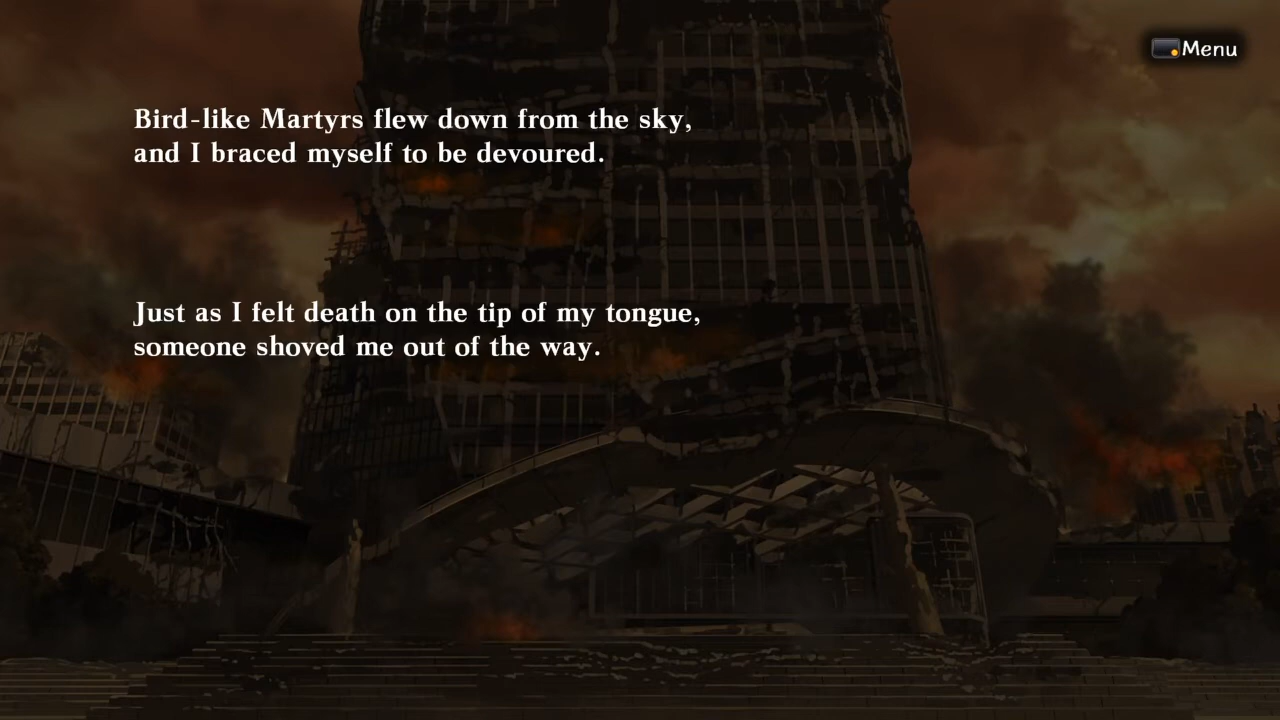 Menu
Bird-like Martyrs flew down from the sky,
and I braced myself to be devoured.
Just as I felt death on the tip of my tongue,
someone shoved me out of the way.